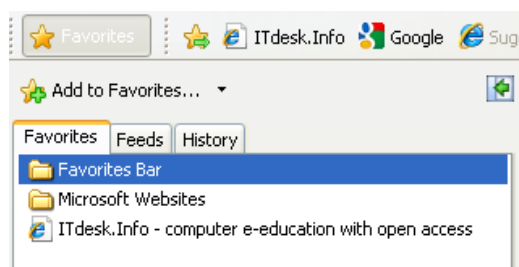 Favorites ITdesk.Info Google Sug
Add to Favorites...
Favorites Feeds History
Favorites Bar
Microsoft Websites
ITdesk.Info - computer e-education with open access